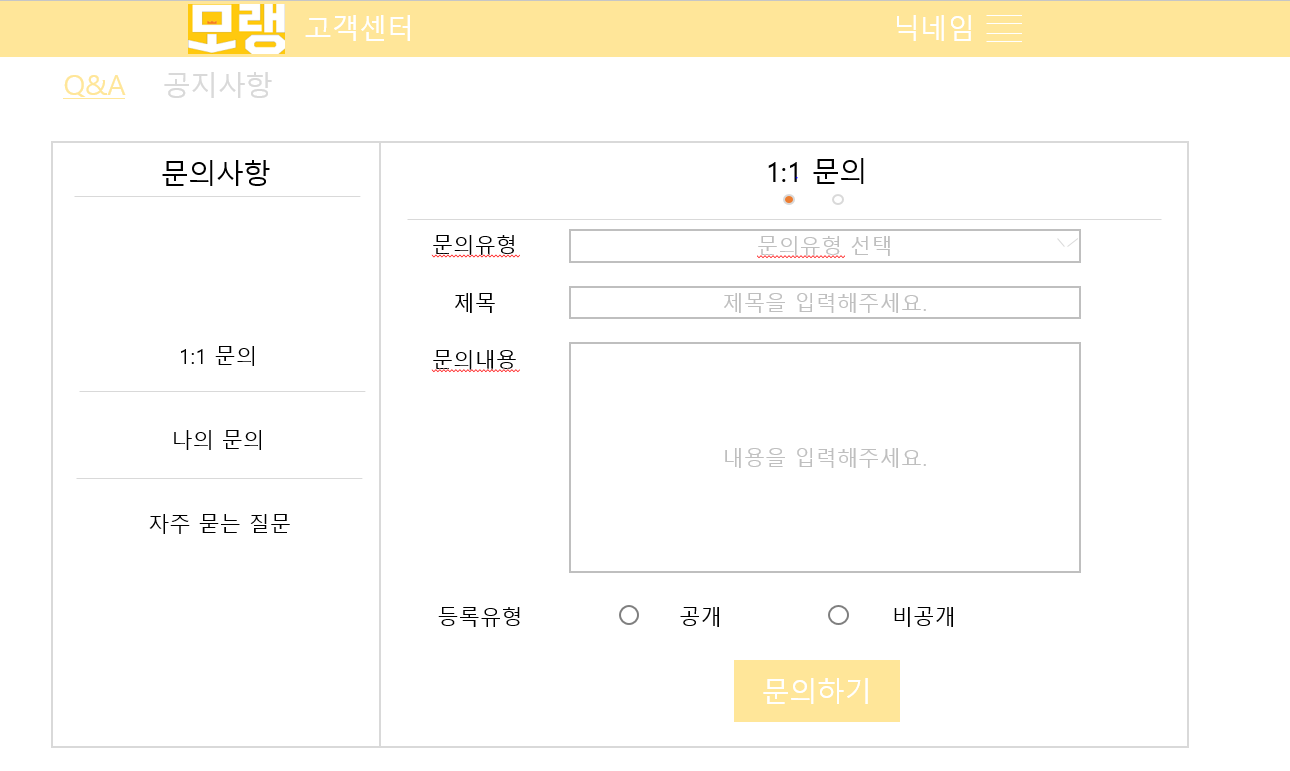 모랭 고객센터 닉네임
Q&A 공지사항
문의사항
1:1 문의
나의 문의
자주 묻는 질문
1:1 문의
문의유형 문의유형 선택
제목 제목을 입력해주세요.
문의내용 내용을 입력해주세요.
등록유형 공개 비공개
문의하기